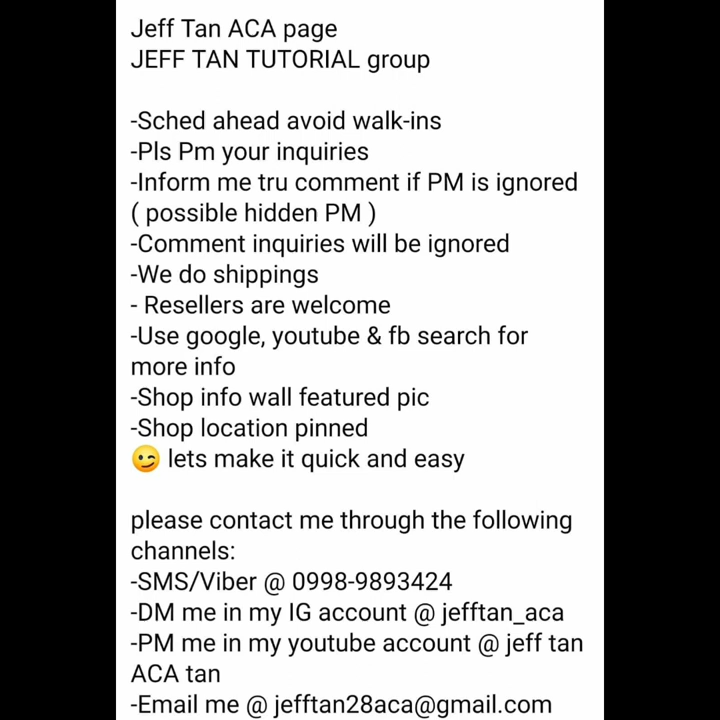 Jeff Tan ACA page
JEFF TAN TUTORIAL group
-Sched ahead avoid walk-ins
-Pls Pm your inquiries
-Inform me tru comment if PM is ignored
( possible hidden PM )
-Comment inquiries will be ignored
-We do shippings
- Resellers are welcome
-Use google, youtube & fb search for
more info
-Shop info wall featured pic
-Shop location pinned
😉 lets make it quick and easy
please contact me through the following
channels:
-SMS/Viber @ 0998-9893424
-DM me in my IG account @ jefftan_aca
-PM me in my youtube account @ jeff tan
ACA tan
-Email me @ jefftan28aca@gmail.com